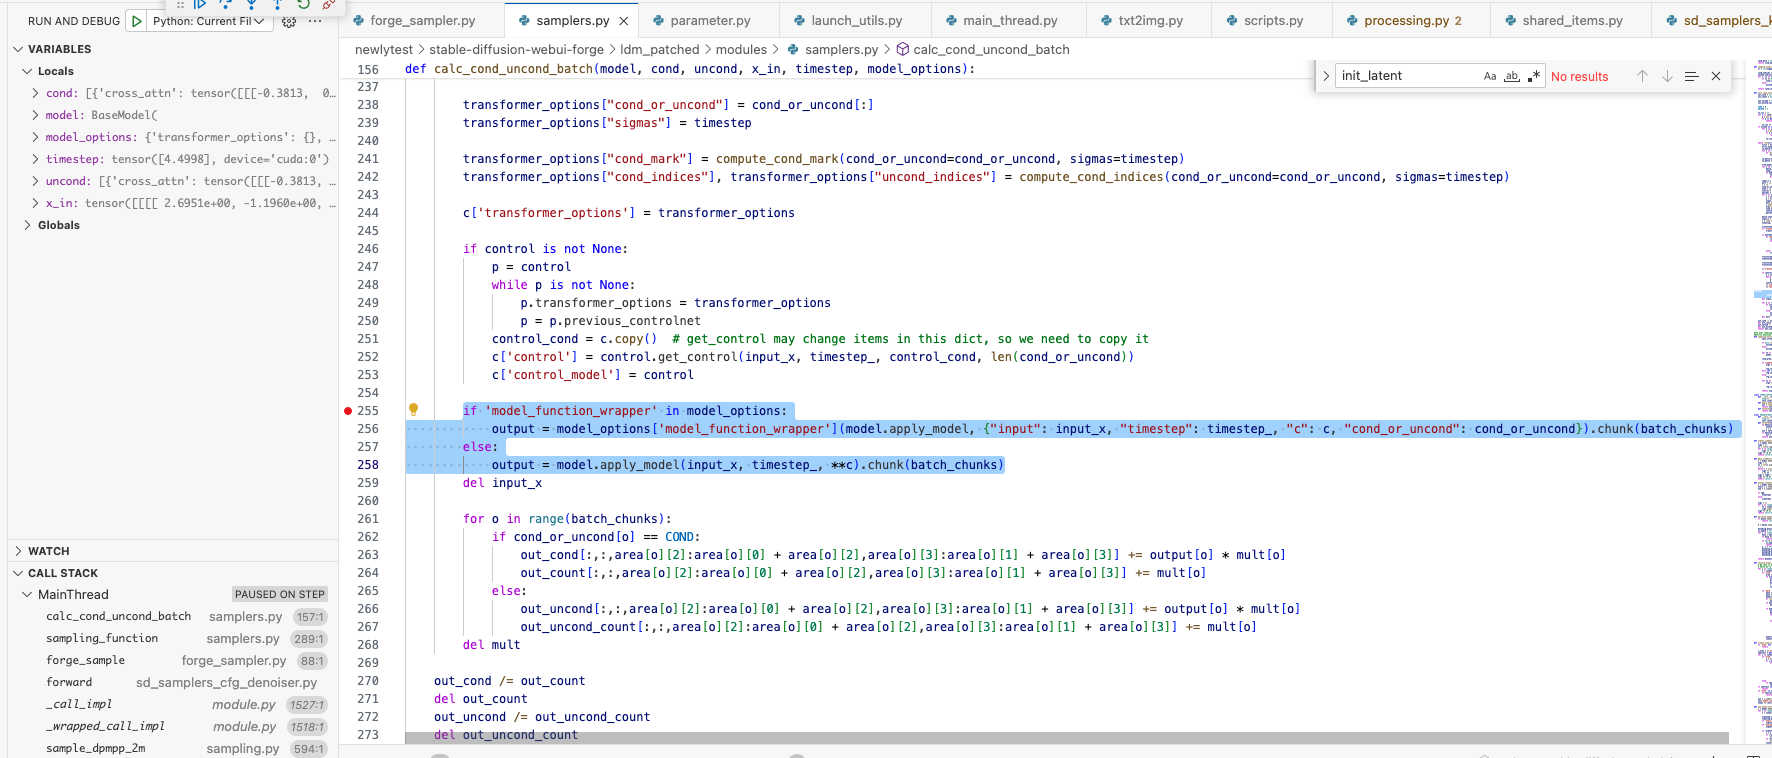 RUN AND DEBUG Python: Current Fil
forge_sampler.py samplers.py parameter.py launch_utils.py main_thread.py txt2img.py scripts.py processing.py 2 shared_items.py sd_samplers_k
newlytest > stable-diffusion-webui-forge > ldm_patched > modules > samplers.py > calc_cond_uncond_batch
VARIABLES
Locals
cond: [{'cross_attn': tensor([[[-0.3813, 0…
model: BaseModel(
model_options: {'transformer_options': {}, …
timestep: tensor([4.4998], device='cuda:0')
uncond: [{'cross_attn': tensor([[[-0.3813, …
x_in: tensor([[[[ 2.6951e+00, -1.1960e+00, …
Globals
WATCH
CALL STACK
MainThread PAUSED ON STEP
calc_cond_uncond_batch samplers.py 157:1
sampling_function samplers.py 289:1
forge_sample forge_sampler.py 88:1
forward sd_samplers_cfg_denoiser.py
_call_impl module.py 1527:1
_wrapped_call_impl module.py 1518:1
sample_dpmpp_2m sampling.py 594:1
init_latent Aa ab .* No results
156 def calc_cond_uncond_batch(model, cond, uncond, x_in, timestep, model_options):
237
238 transformer_options["cond_or_uncond"] = cond_or_uncond[:]
239 transformer_options["sigmas"] = timestep
240
241 transformer_options["cond_mark"] = compute_cond_mark(cond_or_uncond=cond_or_uncond, sigmas=timestep)
242 transformer_options["cond_indices"], transformer_options["uncond_indices"] = compute_cond_indices(cond_or_uncond=cond_or_uncond, sigmas=timestep)
243
244 c['transformer_options'] = transformer_options
245
246 if control is not None:
247 p = control
248 while p is not None:
249 p.transformer_options = transformer_options
250 p = p.previous_controlnet
251 control_cond = c.copy()  # get_control may change items in this dict, so we need to copy it
252 c['control'] = control.get_control(input_x, timestep_, control_cond, len(cond_or_uncond))
253 c['control_model'] = control
254
255 if 'model_function_wrapper' in model_options:
256 output = model_options['model_function_wrapper'](model.apply_model, {"input": input_x, "timestep": timestep_, "c": c, "cond_or_uncond": cond_or_uncond}).chunk(batch_chunks)
257 else:
258 output = model.apply_model(input_x, timestep_, **c).chunk(batch_chunks)
259 del input_x
260
261 for o in range(batch_chunks):
262 if cond_or_uncond[o] == COND:
263 out_cond[:,:,area[o][2]:area[o][0] + area[o][2],area[o][3]:area[o][1] + area[o][3]] += output[o] * mult[o]
264 out_count[:,:,area[o][2]:area[o][0] + area[o][2],area[o][3]:area[o][1] + area[o][3]] += mult[o]
265 else:
266 out_uncond[:,:,area[o][2]:area[o][0] + area[o][2],area[o][3]:area[o][1] + area[o][3]] += output[o] * mult[o]
267 out_uncond_count[:,:,area[o][2]:area[o][0] + area[o][2],area[o][3]:area[o][1] + area[o][3]] += mult[o]
268 del mult
269
270 out_cond /= out_count
271 del out_count
272 out_uncond /= out_uncond_count
273 del out_uncond_count